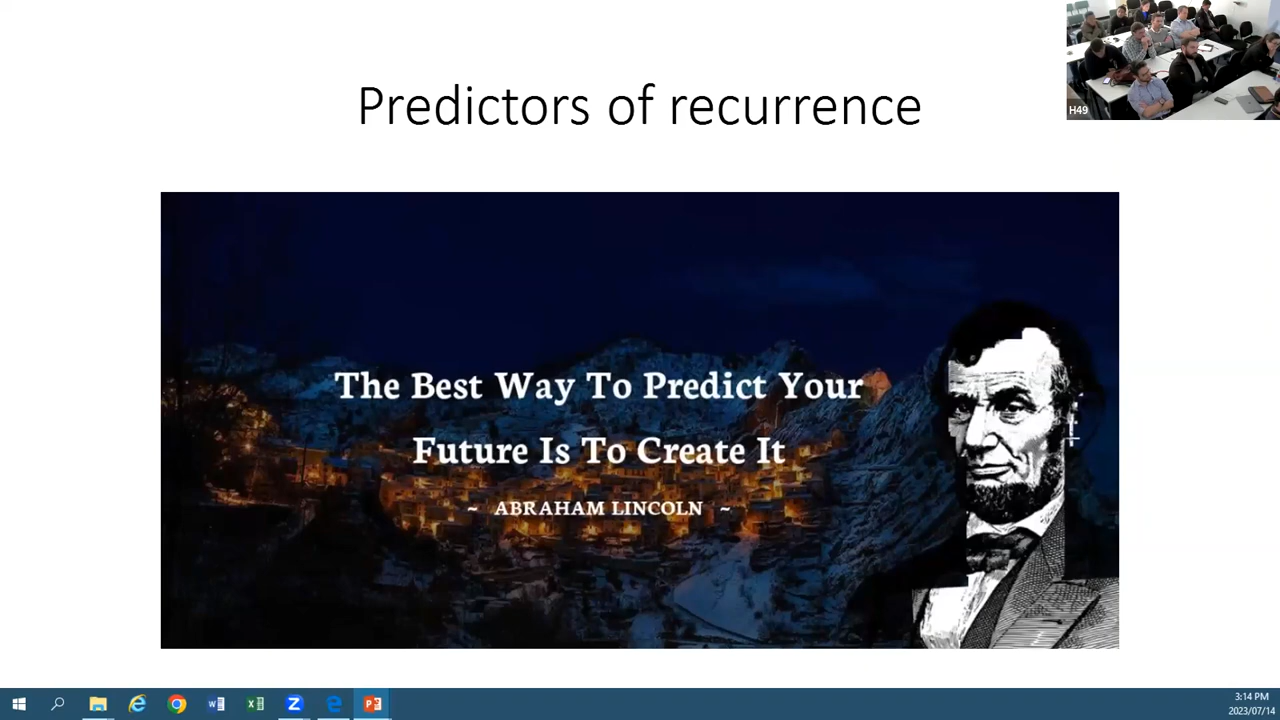 Predictors of recurrence
H49
The Best Way To Predict Your
Future Is To Create It
~ ABRAHAM LINCOLN ~
3:14 PM
2023/07/14